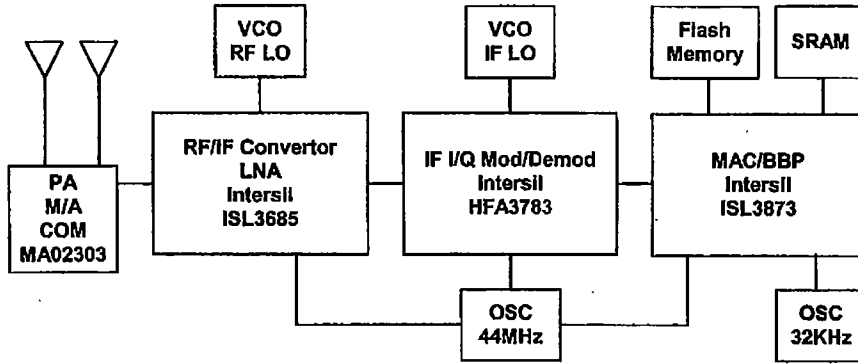 VCO
RF LO
VCO
IF LO
Flash
Memory
SRAM
RF/IF Convertor
LNA
Intersil
ISL3685
IF I/Q Mod/Demod
Intersil
HFA3783
MAC/BBP
Intersil
ISL3873
PA
M/A
COM
MA02303
OSC
44MHz
OSC
32KHz